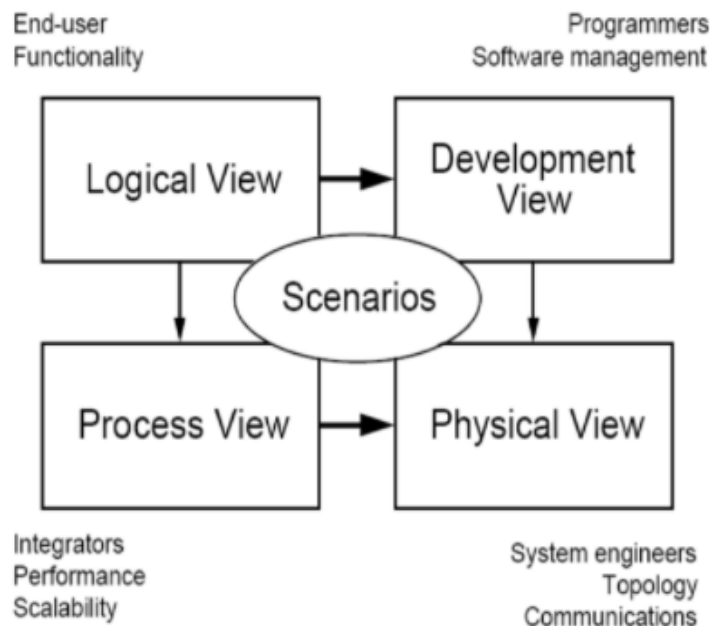 End-user
Functionality
Programmers
Software management
Logical View
Development
View
Scenarios
Process View
Physical View
Integrators
Performance
Scalability
System engineers
Topology
Communications